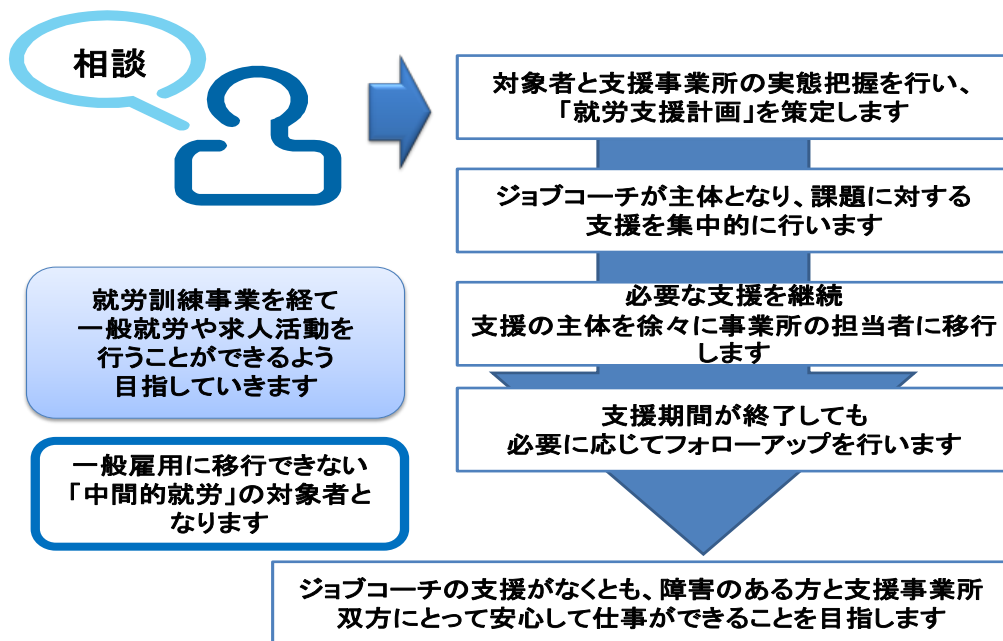 相談
対象者と支援事業所の実態把握を行い、
「就労支援計画」を策定します
ジョブコーチが主体となり、課題に対する
支援を集中的に行います
必要な支援を継続
支援の主体を徐々に事業所の担当者に移行
します
支援期間が終了しても
必要に応じてフォローアップを行います
就労訓練事業を経て
一般就労や求人活動を
行うことができるよう
目指していきます
一般雇用に移行できない
「中間的就労」の対象者と
なります
ジョブコーチの支援がなくとも、障害のある方と支援事業所
双方にとって安心して仕事ができることを目指します